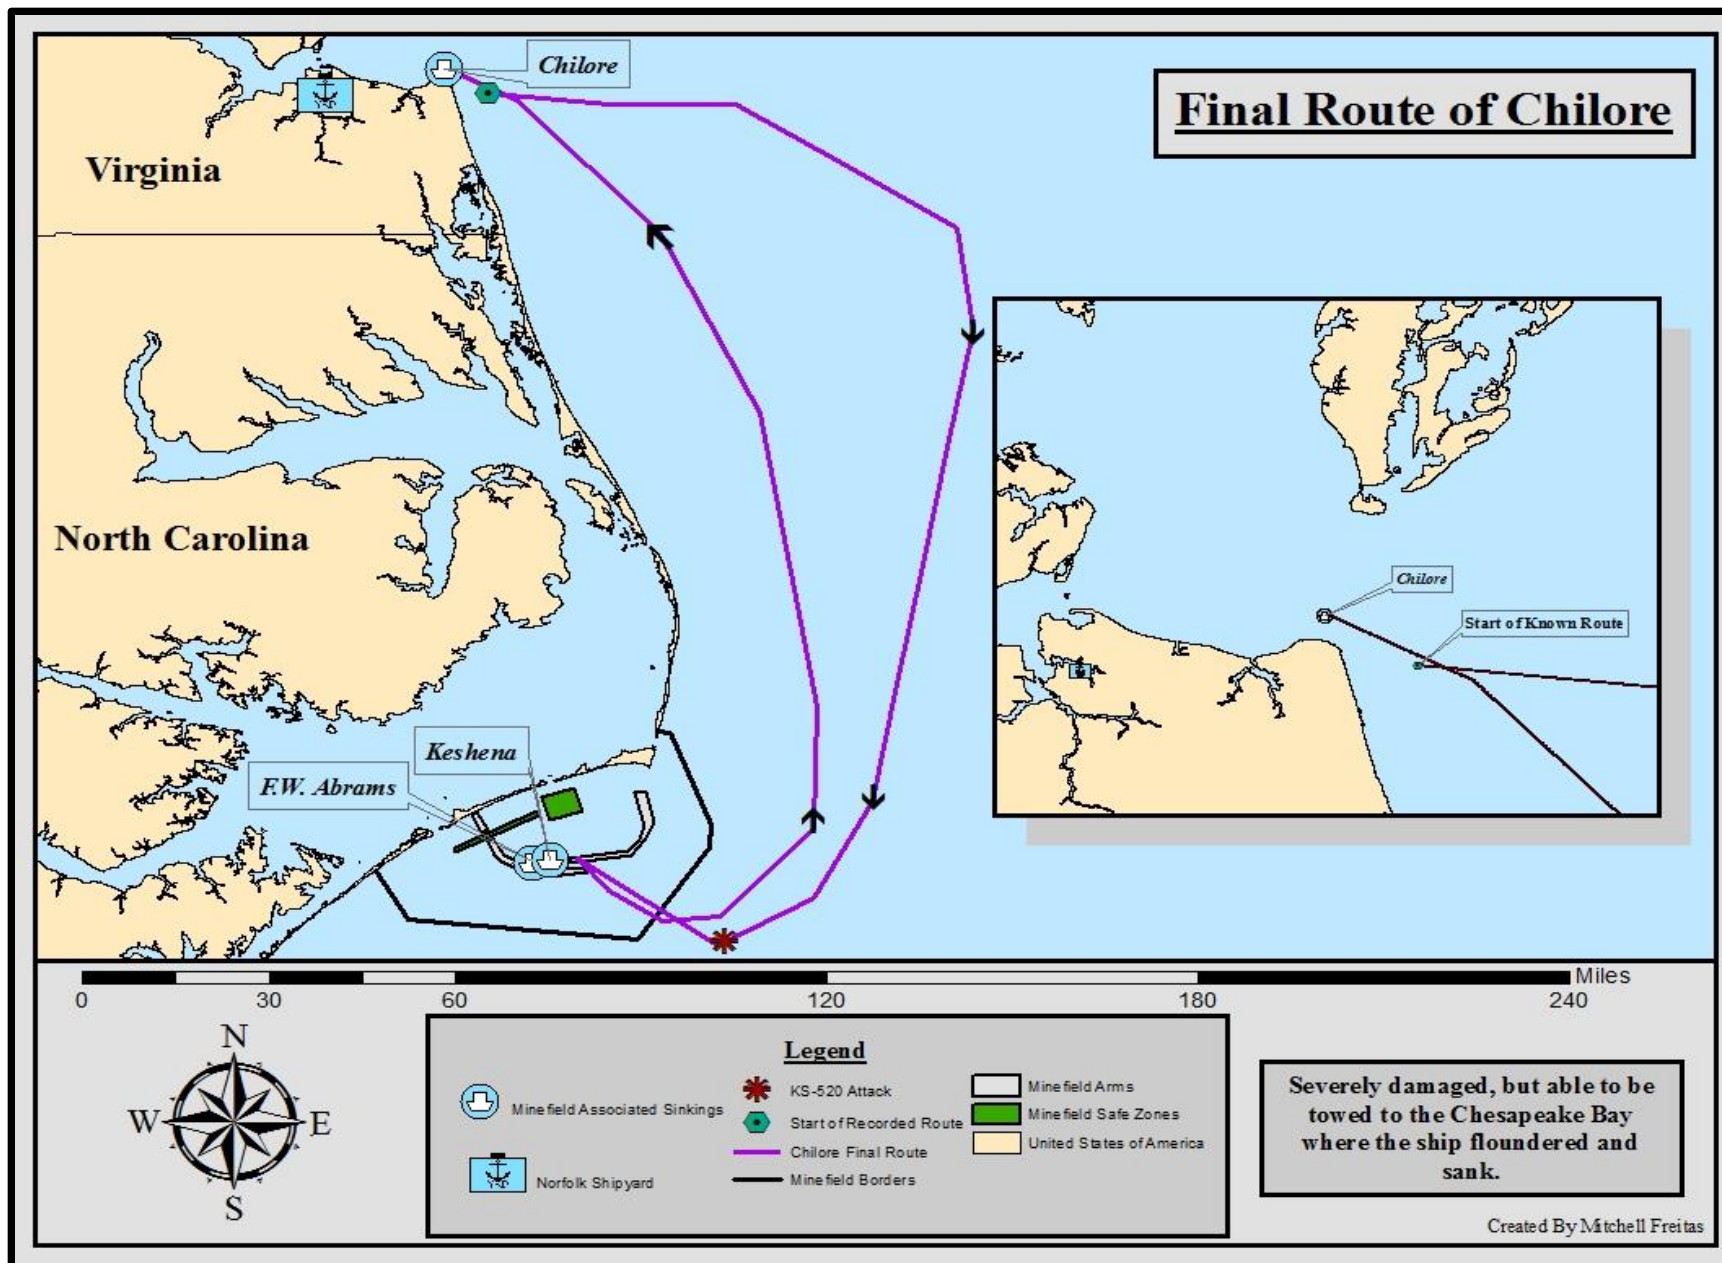 Final Route of Chilore
Chilore
Virginia
North Carolina
Keshena
F.W. Abrams
Chilore
Start of Known Route
Miles
0 30 60 120 180 240
N
W E
S
Legend
Minefield Associated Sinkings
Norfolk Shipyard
KS-520 Attack
Start of Recorded Route
Chilore Final Route
Minefield Borders
Minefield Arms
Minefield Safe Zones
United States of America
Severely damaged, but able to be
towed to the Chesapeake Bay
where the ship floundered and
sank.
Created By Mitchell Freitas